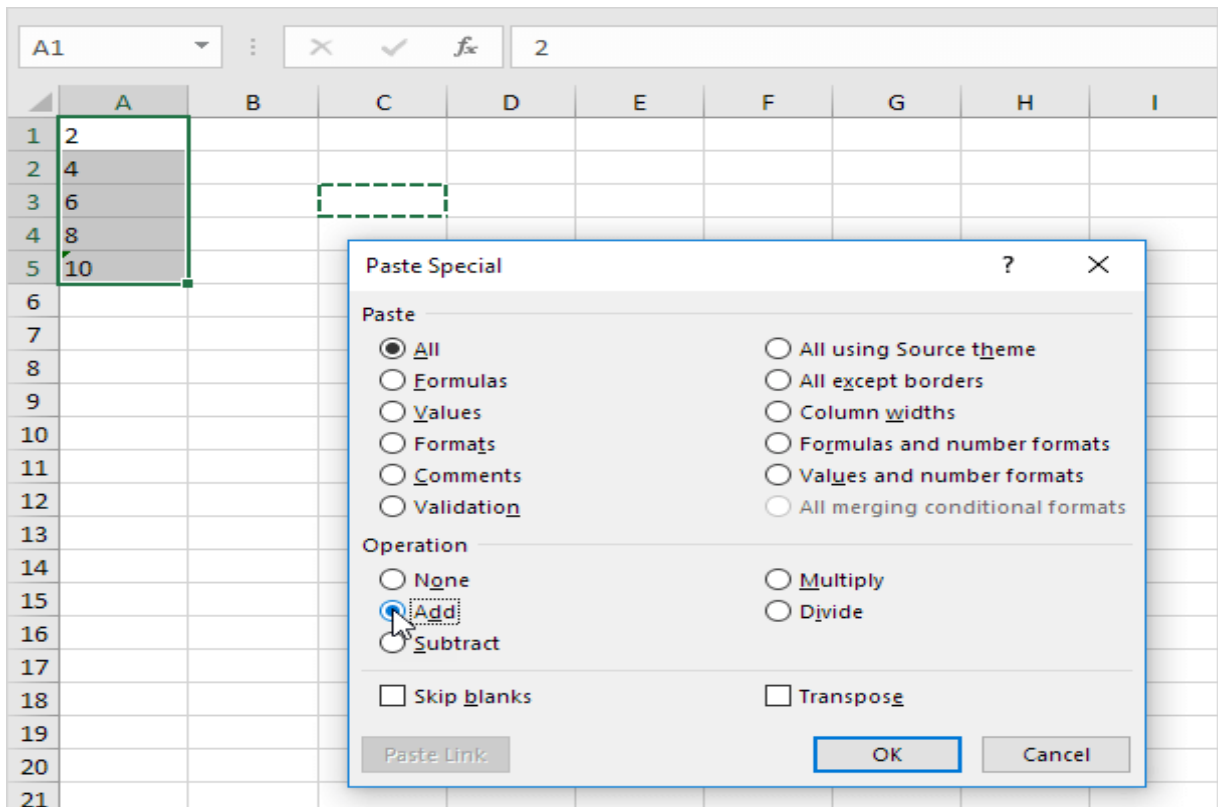 A1 fx 2
A B C D E F G H I
1 2
2 4
3 6
4 8
5 10
6
7
8
9
10
11
12
13
14
15
16
17
18
19
20
21
Paste Special ?
Paste
All All using Source theme
Formulas All except borders
Values Column widths
Formats Formulas and number formats
Comments Values and number formats
Validation All merging conditional formats
Operation
None Multiply
Add Divide
Subtract
Skip blanks Transpose
Paste Link OK Cancel